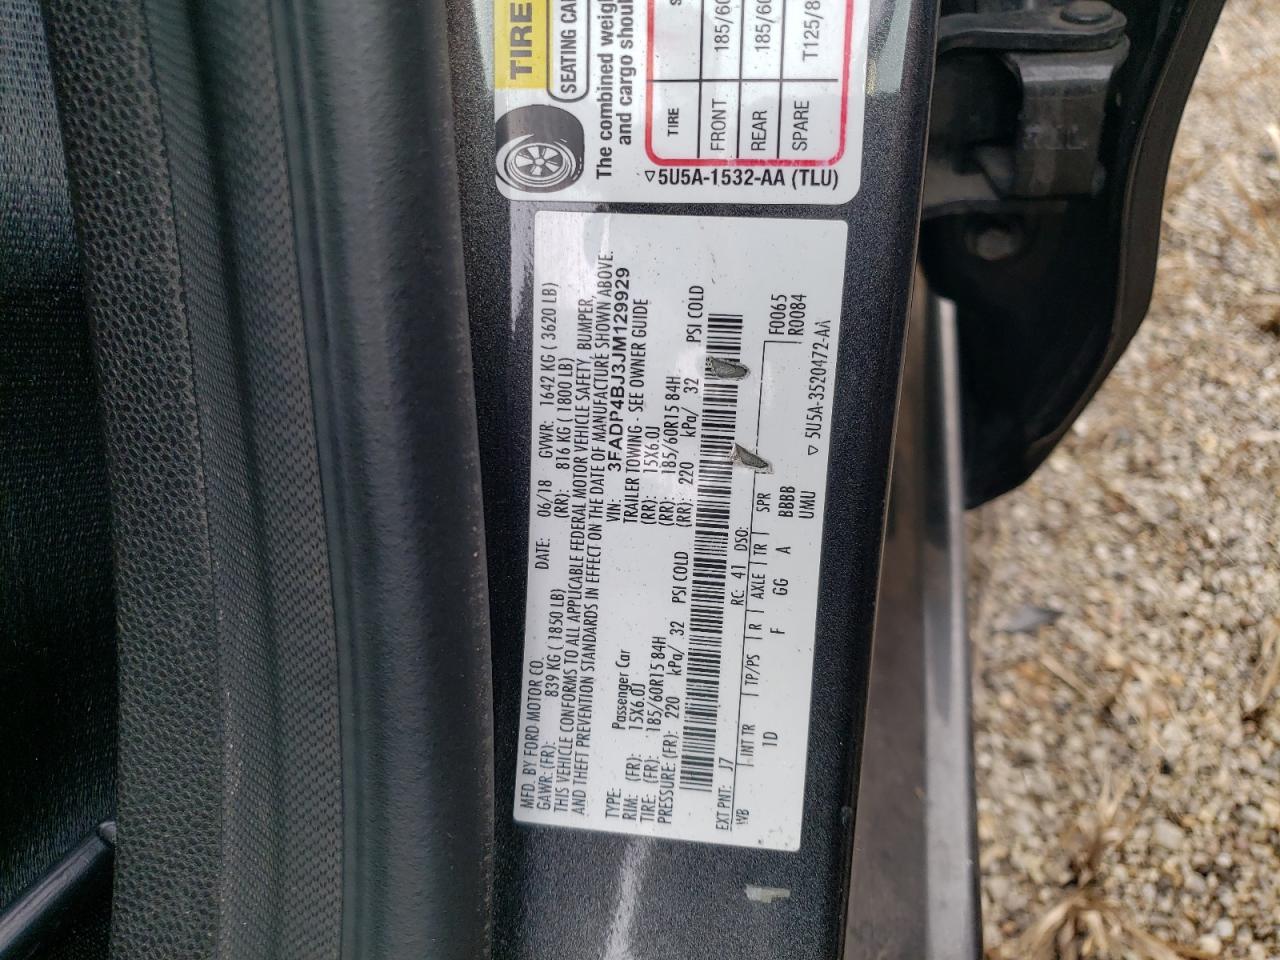 TIRE
SEATING CA
The combined weigh
and cargo shoul
TIRE S
FRONT 185/60
REAR 185/60
SPARE T125/8
5U5A-1532-AA (TLU)
MFD. BY FORD MOTOR CO.
DATE: 06/18 GVWR: 1642 KG ( 3620 LB)
GAWR: (FR): 839 KG ( 1850 LB) (RR): 816 KG ( 1800 LB)
THIS VEHICLE CONFORMS TO ALL APPLICABLE FEDERAL MOTOR VEHICLE SAFETY, BUMPER,
AND THEFT PREVENTION STANDARDS IN EFFECT ON THE DATE OF MANUFACTURE SHOWN ABOVE.
VIN: 3FADP4BJ3JM129929
TYPE: Passenger Car TRAILER TOWING - SEE OWNER GUIDE
RIM: (FR): 15X6.0J (RR): 15X6.0J
TIRE: (FR): 185/60R15 84H (RR): 185/60R15 84H
PRESSURE: (FR): 220 kPa/ 32 PSI COLD (RR): 220 kPa/ 32 PSI COLD
EXT PNT: J7 RC: 41 DSO:
WB INT TR TP/PS R AXLE TR SPR
1D F GG A BBBB
UMU
F0065
R0084
5U5A-3520472-AA